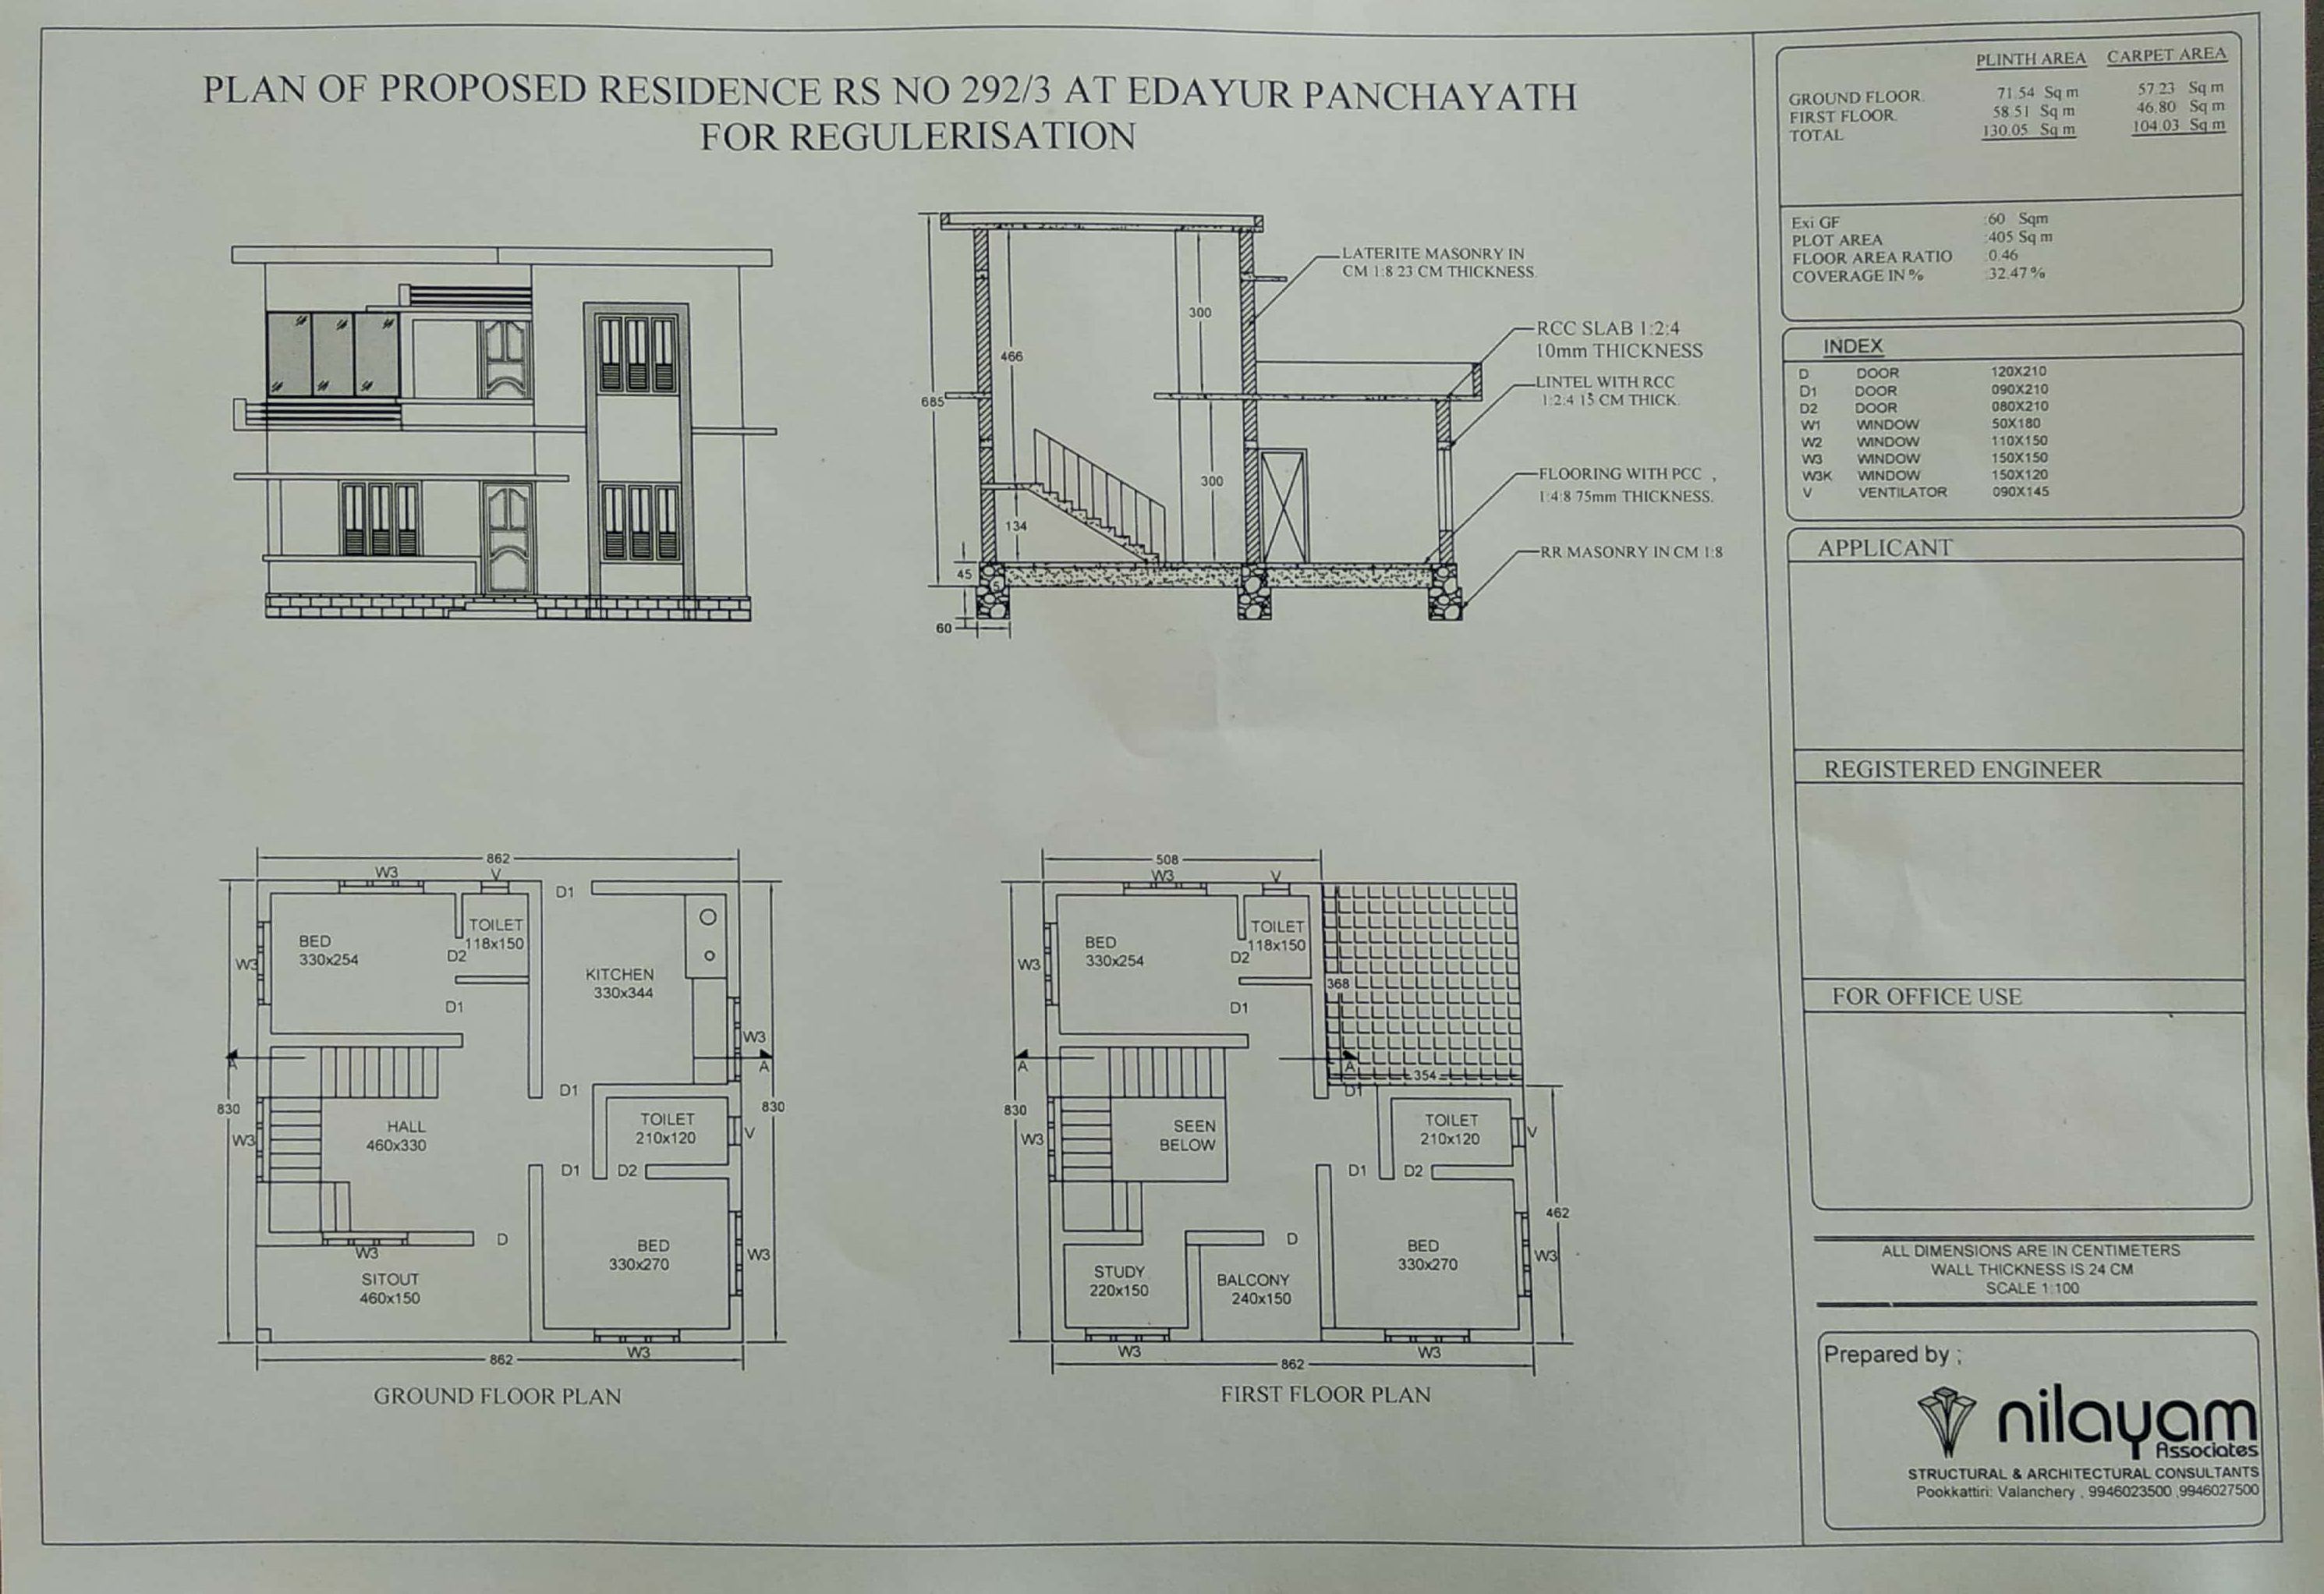 PLAN OF PROPOSED RESIDENCE RS NO 292/3 AT EDAYUR PANCHAYATH
FOR REGULERISATION
LATERITE MASONRY IN
CM 1:8 23 CM THICKNESS.
RCC SLAB 1:2:4
10mm THICKNESS
LINTEL WITH RCC
1:2:4 15 CM THICK.
FLOORING WITH PCC ,
1:4:8 75mm THICKNESS.
RR MASONRY IN CM 1:8
300
466
685
300
134
45
60
862
W3
V
D1
BED
330x254
TOILET
118x150
D2
W3
KITCHEN
330x344
D1
W3
A
A
D1
830
830
HALL
460x330
W3
TOILET
210x120
V
D1
D2
D
W3
BED
330x270
W3
SITOUT
460x150
W3
862
GROUND FLOOR PLAN
508
W3
V
BED
330x254
TOILET
118x150
D2
W3
368
D1
A
A
354
D1
830
SEEN
BELOW
W3
TOILET
210x120
V
D1
D2
462
D
BED
330x270
W3
STUDY
220x150
BALCONY
240x150
W3
W3
862
FIRST FLOOR PLAN
PLINTH AREA CARPET AREA
GROUND FLOOR. 71.54 Sq m 57.23 Sq m
FIRST FLOOR. 58.51 Sq m 46.80 Sq m
TOTAL 130.05 Sq m 104.03 Sq m
Exi GF :60 Sqm
PLOT AREA :405 Sq m
FLOOR AREA RATIO :0.46
COVERAGE IN % :32.47 %
INDEX
D DOOR 120X210
D1 DOOR 090X210
D2 DOOR 080X210
W1 WINDOW 50X180
W2 WINDOW 110X150
W3 WINDOW 150X150
W3K WINDOW 150X120
V VENTILATOR 090X145
APPLICANT
REGISTERED ENGINEER
FOR OFFICE USE
ALL DIMENSIONS ARE IN CENTIMETERS
WALL THICKNESS IS 24 CM
SCALE 1:100
Prepared by ;
nilayam
Associates
STRUCTURAL & ARCHITECTURAL CONSULTANTS
Pookkattiri: Valanchery , 9946023500 ,9946027500